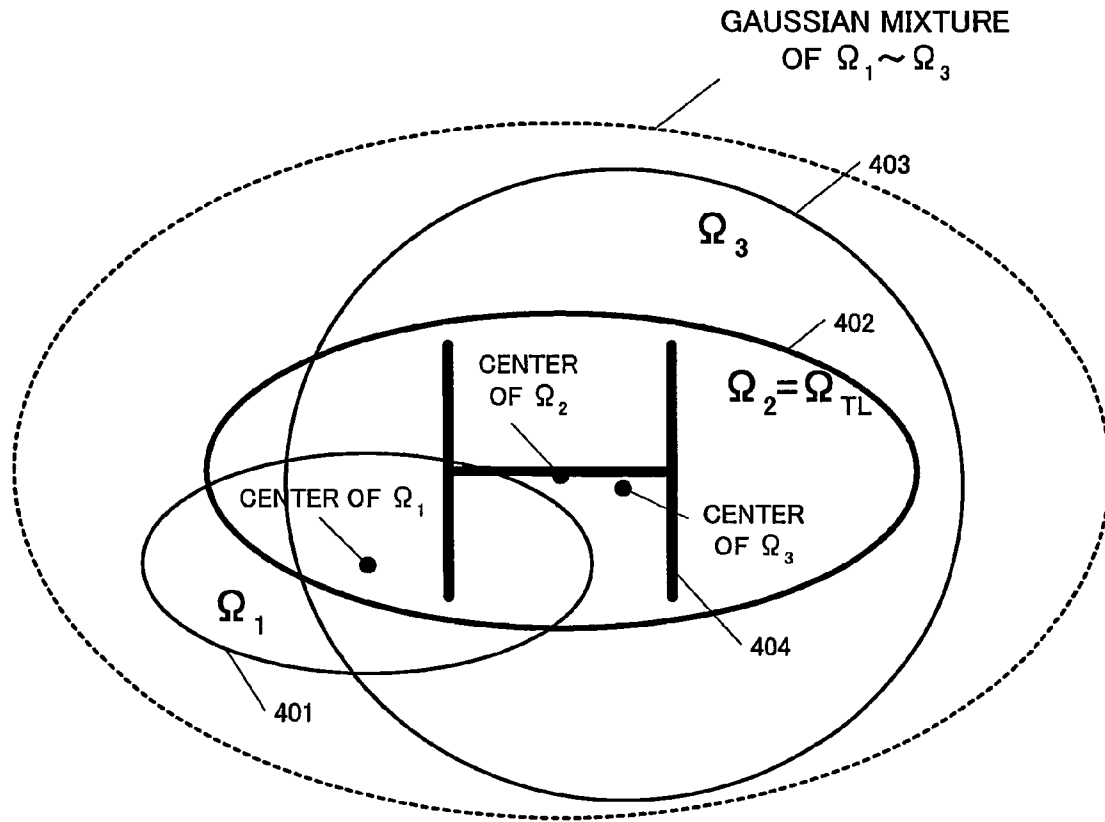 GAUSSIAN MIXTURE
OF Ω₁～Ω₃
403
Ω₃
402
CENTER
OF Ω₂
Ω₂=Ω_TL
CENTER OF Ω₁
CENTER
OF Ω₃
Ω₁
404
401